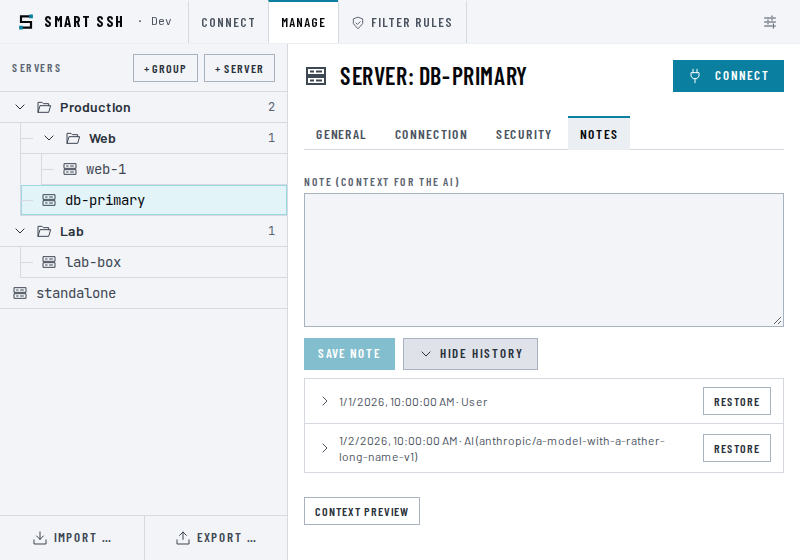 SMART SSH · Dev CONNECT MANAGE FILTER RULES
SERVERS + GROUP + SERVER
Production 2
Web 1
web-1
db-primary
Lab 1
lab-box
standalone
IMPORT … EXPORT …
SERVER: DB-PRIMARY CONNECT
GENERAL CONNECTION SECURITY NOTES
NOTE (CONTEXT FOR THE AI)
SAVE NOTE HIDE HISTORY
1/1/2026, 10:00:00 AM · User RESTORE
1/2/2026, 10:00:00 AM · AI (anthropic/a-model-with-a-rather-
long-name-v1) RESTORE
CONTEXT PREVIEW